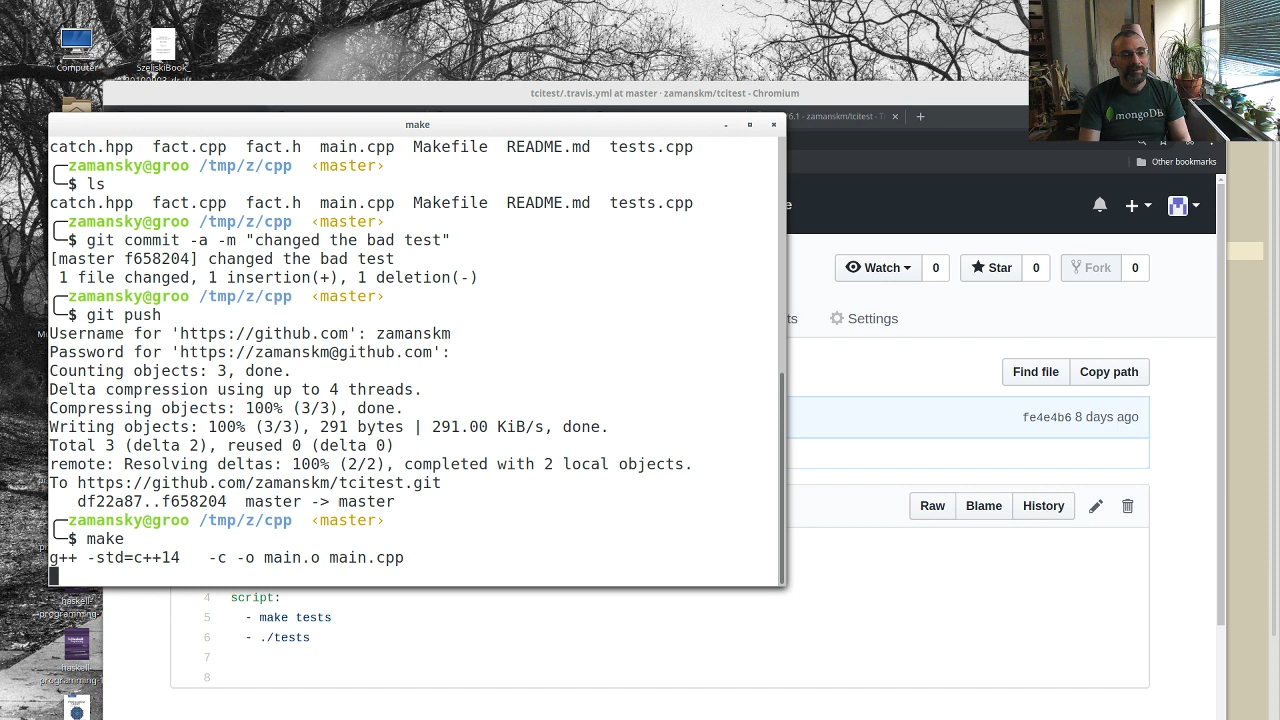 Computer
SzeliskiBook_
tcitest/.travis.yml at master · zamanskm/tcitest - Chromium
make
- zamanskm/tcitest - T
mongoDB
Other bookmarks
catch.hpp fact.cpp fact.h main.cpp Makefile README.md tests.cpp
zamansky@groo /tmp/z/cpp ‹master›
$ ls
catch.hpp fact.cpp fact.h main.cpp Makefile README.md tests.cpp
zamansky@groo /tmp/z/cpp ‹master›
$ git commit -a -m "changed the bad test"
[master f658204] changed the bad test
1 file changed, 1 insertion(+), 1 deletion(-)
zamansky@groo /tmp/z/cpp ‹master›
$ git push
Username for 'https://github.com': zamanskm
Password for 'https://zamanskm@github.com':
Counting objects: 3, done.
Delta compression using up to 4 threads.
Compressing objects: 100% (3/3), done.
Writing objects: 100% (3/3), 291 bytes | 291.00 KiB/s, done.
Total 3 (delta 2), reused 0 (delta 0)
remote: Resolving deltas: 100% (2/2), completed with 2 local objects.
To https://github.com/zamanskm/tcitest.git
df22a87..f658204 master -> master
zamansky@groo /tmp/z/cpp ‹master›
$ make
g++ -std=c++14 -c -o main.o main.cpp
Watch 0 Star 0 Fork 0
ts Settings
Find file Copy path
fe4e4b6 8 days ago
Raw Blame History
4 script:
5 - make tests
6 - ./tests
7
8
haskell
-programming-
haskell-
programming-